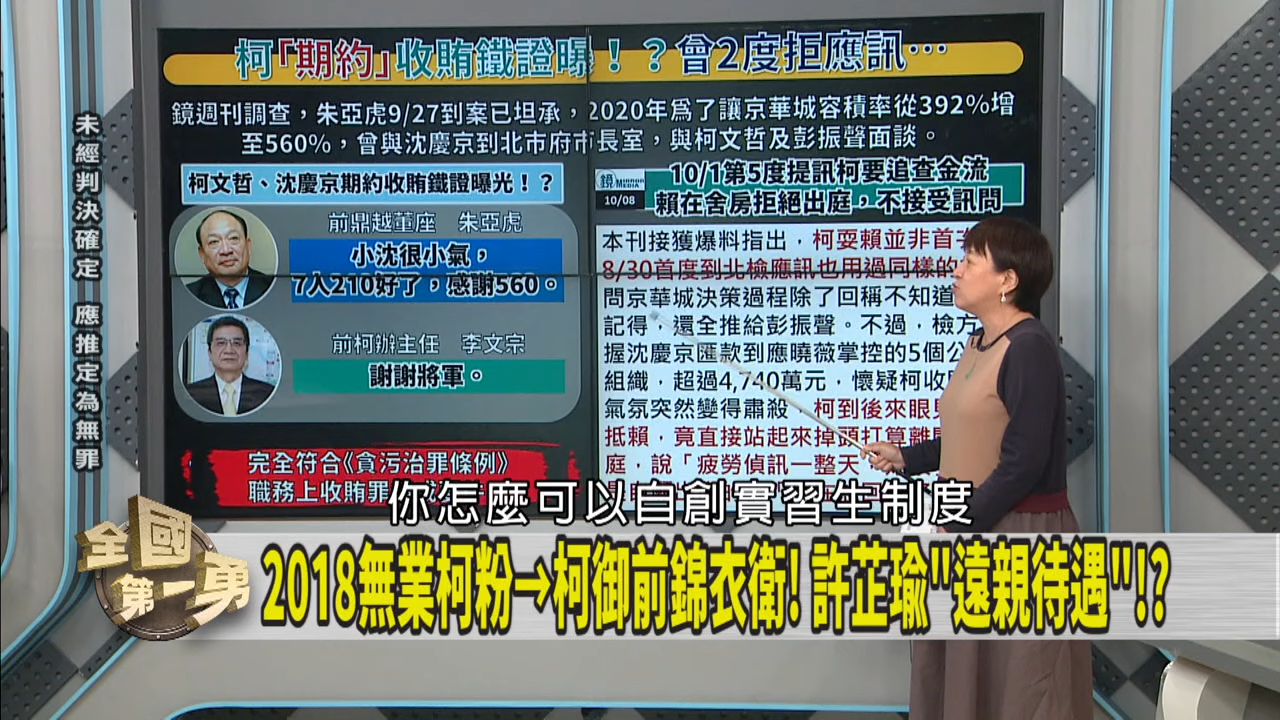 柯「期約」收賄鐵證曝！？曾2度拒應訊…
鏡週刊調查，朱亞虎9/27到案已坦承，2020年為了讓京華城容積率從392%增
至560%，曾與沈慶京到北市府市長室，與柯文哲及彭振聲面談。
柯文哲、沈慶京期約收賄鐵證曝光！？
前鼎越董座 朱亞虎
小沈很小氣，
7人210好了，感謝560。
前柯辦主任 李文宗
謝謝將軍。
完全符合《貪污治罪條例》
職務上收賄罪
鏡 MIRROR MEDIA
10/08
10/1第5度提訊柯要追查金流
賴在舍房拒絕出庭，不接受訊問
本刊接獲爆料指出，柯耍賴並非首
8/30首度到北檢應訊也用過同樣的
問京華城決策過程除了回稱不知道
記得，還全推給彭振聲。不過，檢方
握沈慶京匯款到應曉薇掌控的5個公
組織，超過4,740萬元，懷疑柯收
氣氛突然變得肅殺，柯到後來眼
抵賴，竟直接站起來掉頭打算離
庭，說「疲勞偵訊一整天
未經判決確定 應推定為無罪
你怎麼可以自創實習生制度
全國第一勇
2018無業柯粉→柯御前錦衣衛！許芷瑜"遠親待遇"!?